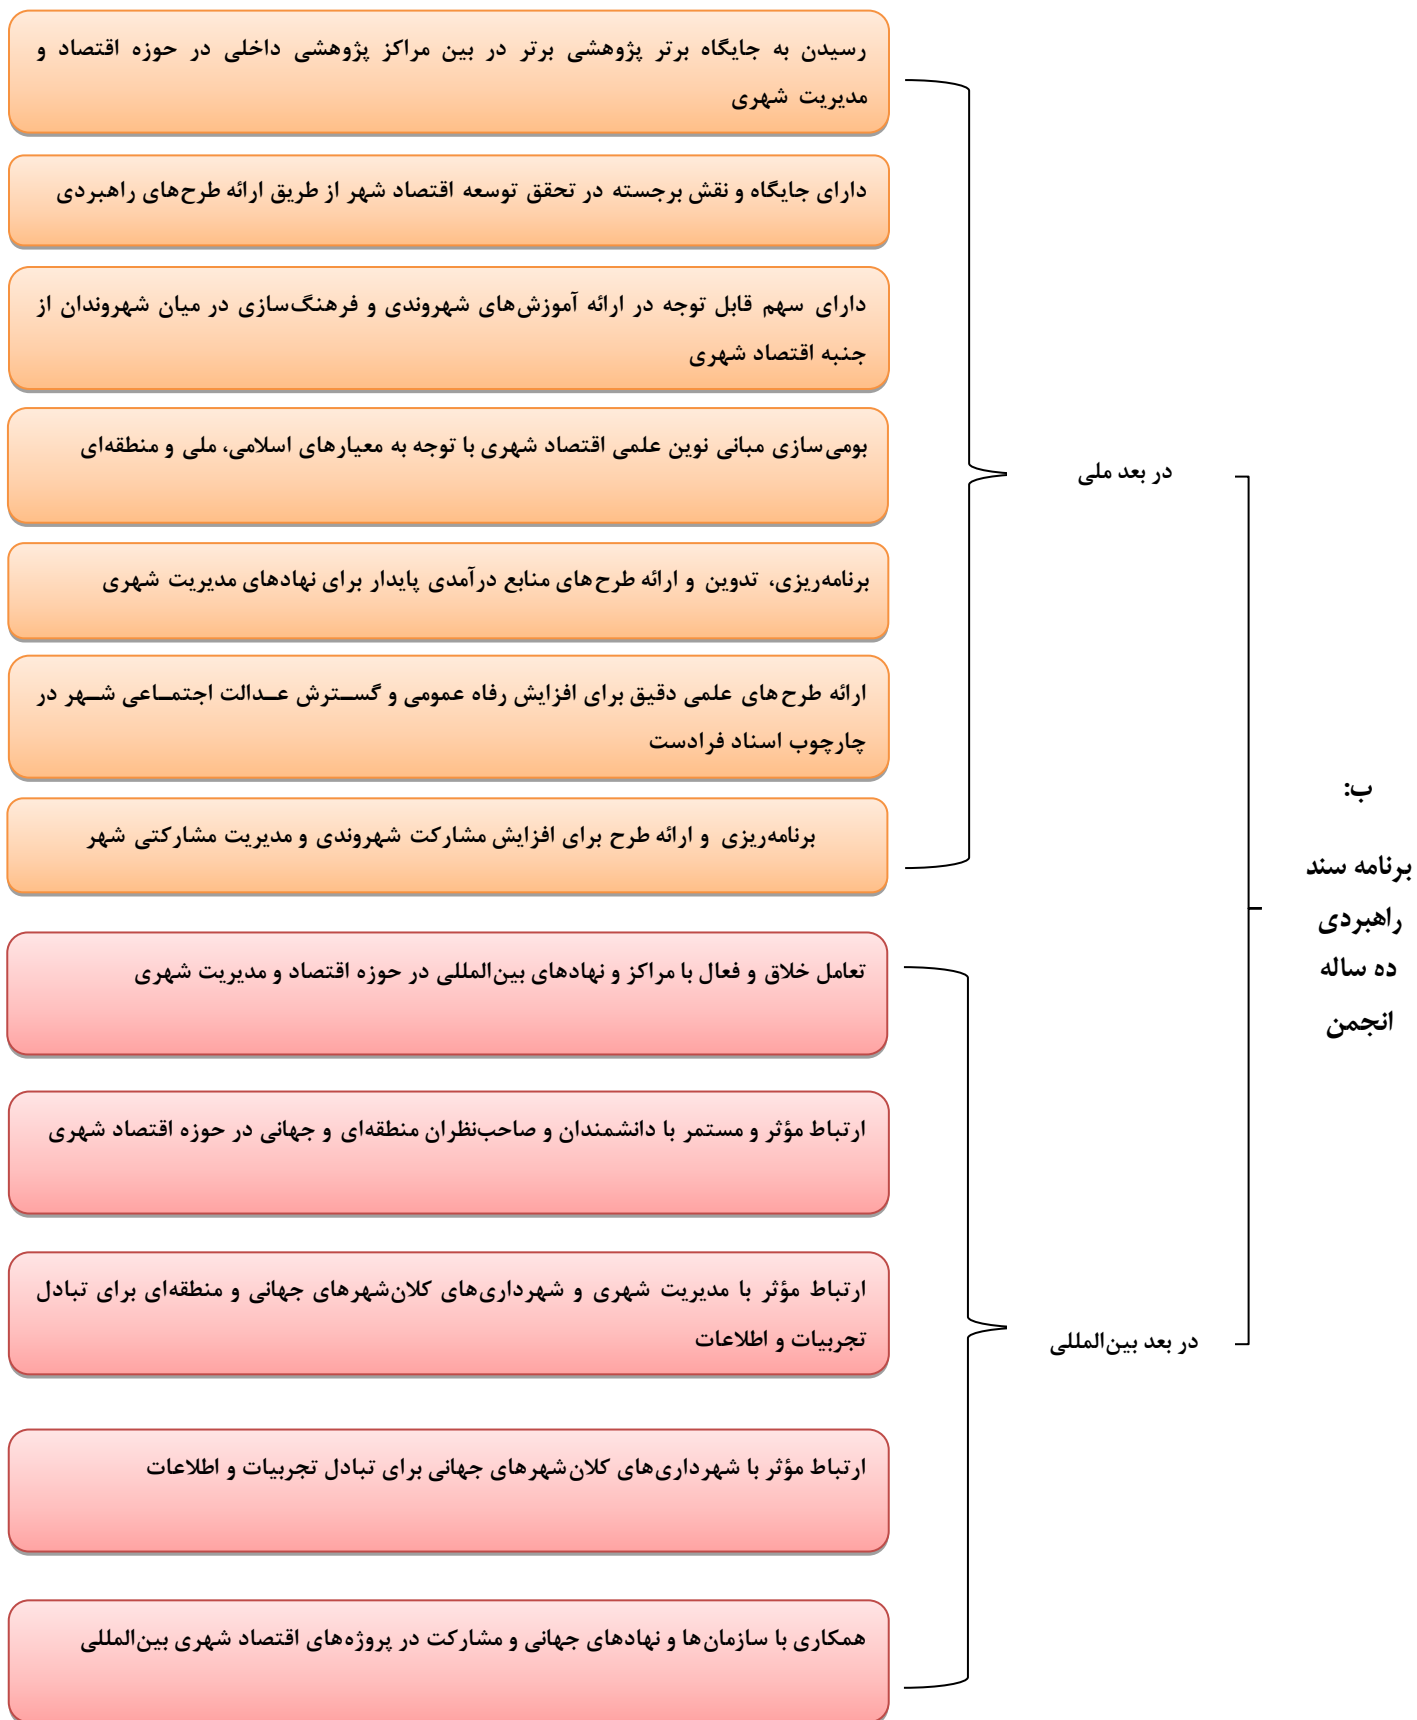 ب:
برنامه سند
راهبردی
ده ساله
انجمن
در بعد ملی
رسیدن به جایگاه برتر پژوهشی برتر در بین مراکز پژوهشی داخلی در حوزه اقتصاد و
مدیریت شهری
دارای جایگاه و نقش برجسته در تحقق توسعه اقتصاد شهر از طریق ارائه طرح‌های راهبردی
دارای سهم قابل توجه در ارائه آموزش‌های شهروندی و فرهنگ‌سازی در میان شهروندان از
جنبه اقتصاد شهری
بومی‌سازی مبانی نوین علمی اقتصاد شهری با توجه به معیارهای اسلامی، ملی و منطقه‌ای
برنامه‌ریزی، تدوین و ارائه طرح‌های منابع درآمدی پایدار برای نهادهای مدیریت شهری
ارائه طرح‌های علمی دقیق برای افزایش رفاه عمومی و گسترش عدالت اجتماعی شهر در
چارچوب اسناد فرادست
برنامه‌ریزی و ارائه طرح برای افزایش مشارکت شهروندی و مدیریت مشارکتی شهر
در بعد بین‌المللی
تعامل خلاق و فعال با مراکز و نهادهای بین‌المللی در حوزه اقتصاد و مدیریت شهری
ارتباط مؤثر و مستمر با دانشمندان و صاحب‌نظران منطقه‌ای و جهانی در حوزه اقتصاد شهری
ارتباط مؤثر با مدیریت شهری و شهرداری‌های کلان‌شهرهای جهانی و منطقه‌ای برای تبادل
تجربیات و اطلاعات
ارتباط مؤثر با شهرداری‌های کلان‌شهرهای جهانی برای تبادل تجربیات و اطلاعات
همکاری با سازمان‌ها و نهادهای جهانی و مشارکت در پروژه‌های اقتصاد شهری بین‌المللی